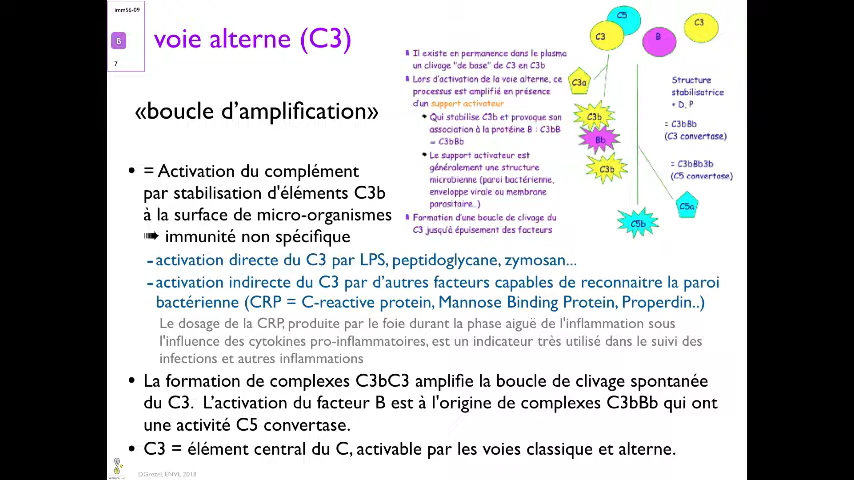 imm56-09
B
7
voie alterne (C3)
«boucle d'amplification»
Il existe en permanence dans le plasma
un clivage "de base" de C3 en C3b
Lors d'activation de la voie alterne, ce
processus est amplifié en présence
d'un support activateur
Qui stabilise C3b et provoque son
association à la protéine B : C3bB
= C3bBb
Le support activateur est
généralement une structure
microbienne (paroi bactérienne,
enveloppe virale ou membrane
parasitaire..)
Formation d'une boucle de clivage du
C3 jusqu'à épuisement des facteurs
C5
C3
B
C3
C3a
C3b
Bb
C3b
C5b
C5a
Structure
stabilisatrice
+ D, P
= C3bBb
(C3 convertase)
= C3bBb3b
(C5 convertase)
• = Activation du complément
par stabilisation d'éléments C3b
à la surface de micro-organismes
➠ immunité non spécifique
- activation directe du C3 par LPS, peptidoglycane, zymosan...
- activation indirecte du C3 par d'autres facteurs capables de reconnaitre la paroi
bactérienne (CRP = C-reactive protein, Mannose Binding Protein, Properdin..)
Le dosage de la CRP, produite par le foie durant la phase aiguë de l'inflammation sous
l'influence des cytokines pro-inflammatoires, est un indicateur très utilisé dans le suivi des
infections et autres inflammations
• La formation de complexes C3bC3 amplifie la boucle de clivage spontanée
du C3. L'activation du facteur B est à l'origine de complexes C3bBb qui ont
une activité C5 convertase.
• C3 = élément central du C, activable par les voies classique et alterne.